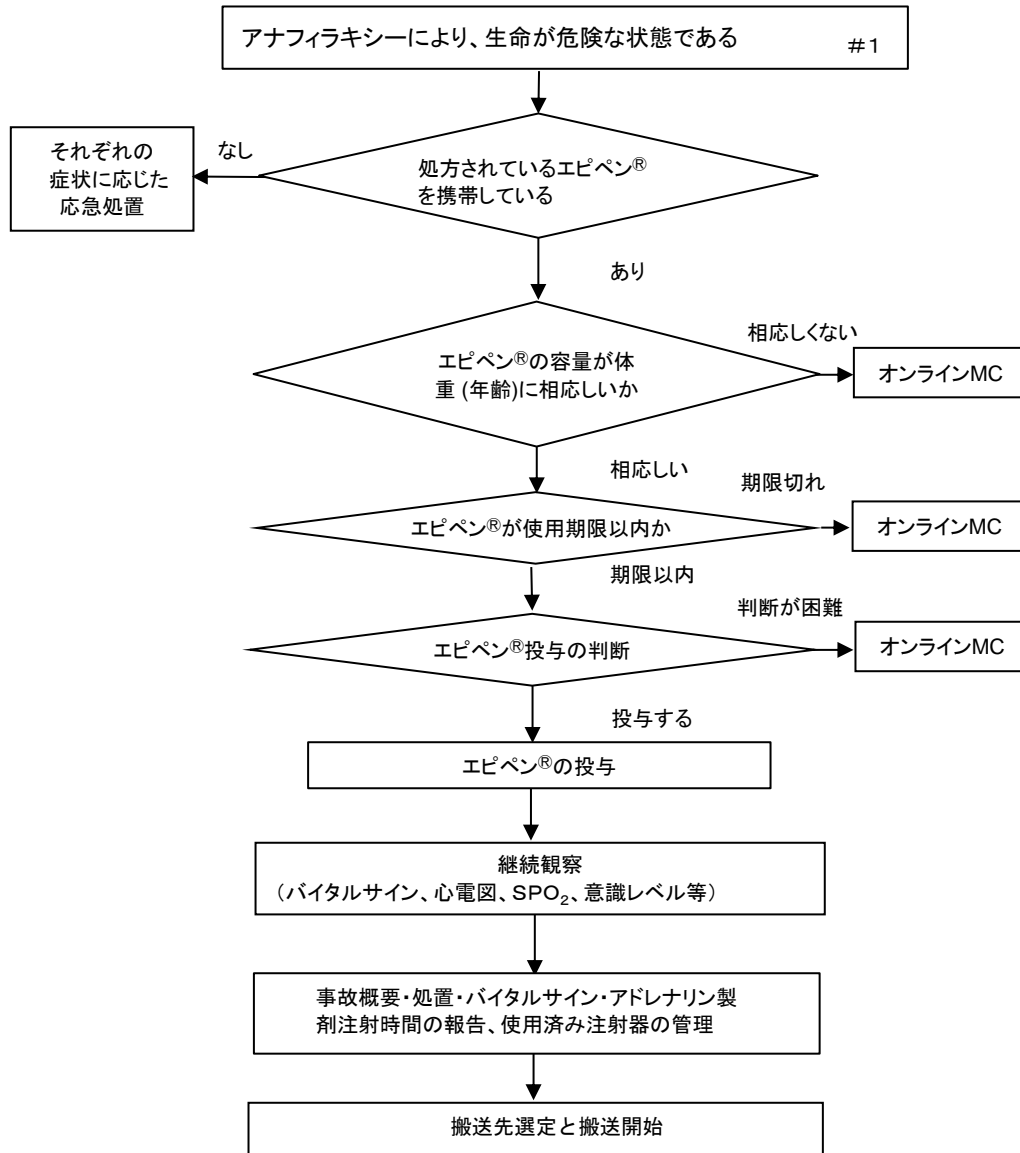 アナフィラキシーにより、生命が危険な状態である #1
それぞれの
症状に応じた
応急処置
なし
処方されているエピペン®
を携帯している
あり
相応しくない
エピペン®の容量が体
重 (年齢)に相応しいか
オンラインMC
相応しい
期限切れ
エピペン®が使用期限以内か
オンラインMC
期限以内
判断が困難
エピペン®投与の判断
オンラインMC
投与する
エピペン®の投与
継続観察
（バイタルサイン、心電図、SPO₂、意識レベル等）
事故概要・処置・バイタルサイン・アドレナリン製
剤注射時間の報告、使用済み注射器の管理
搬送先選定と搬送開始